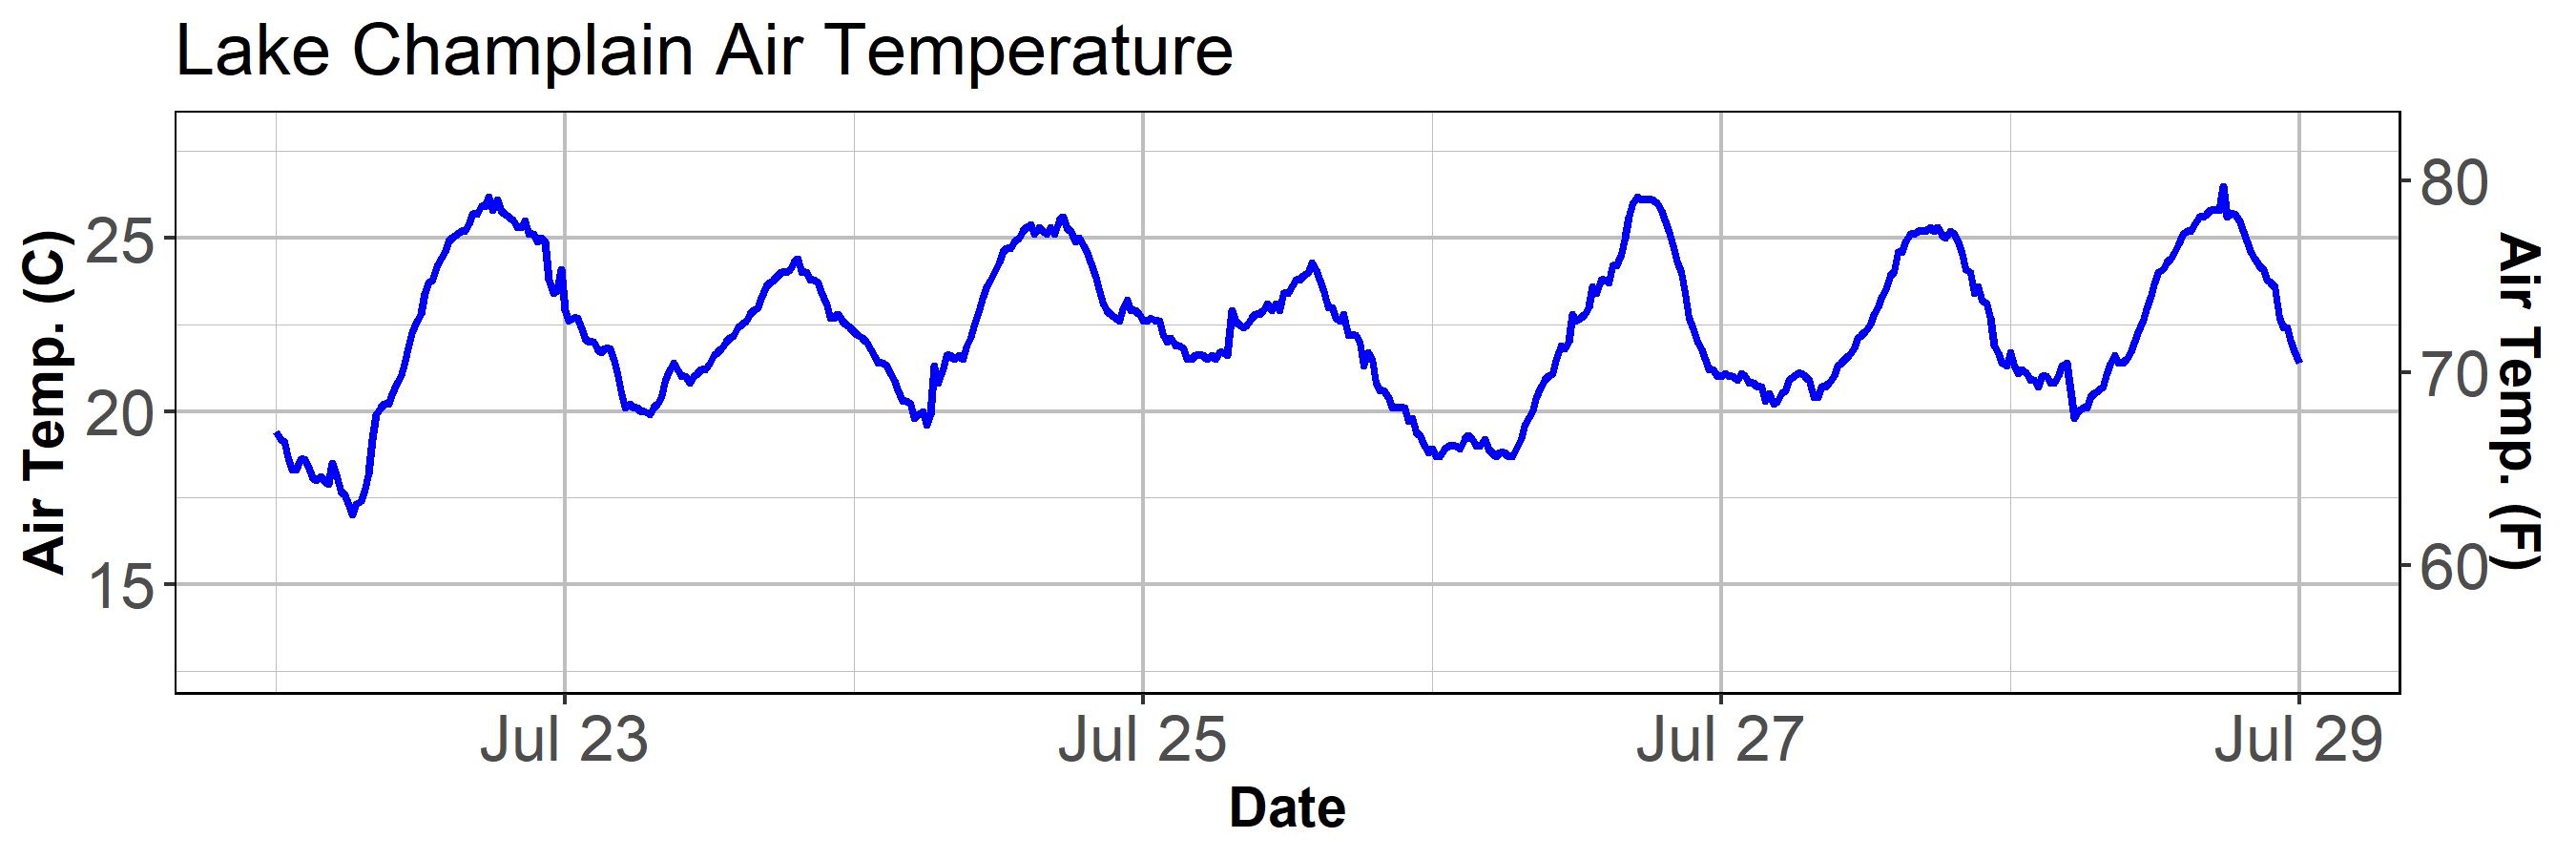 Lake Champlain Air Temperature
Air Temp. (C)
25
20
15
80
70
60
Air Temp. (F)
Jul 23
Jul 25
Jul 27
Jul 29
Date